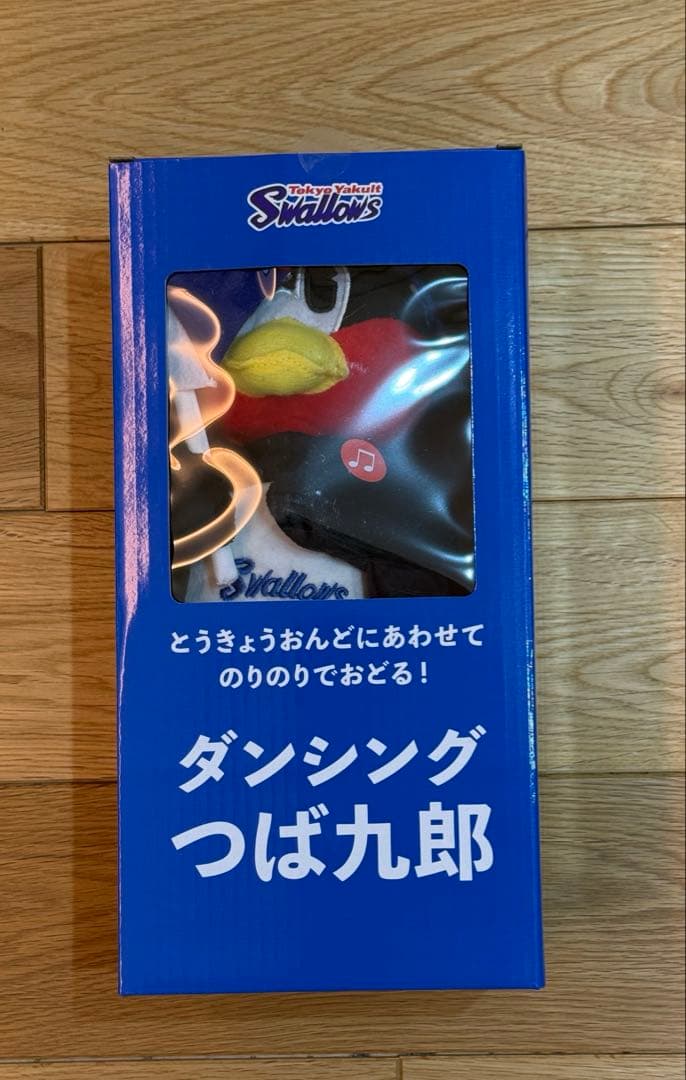 Tokyo Yakult
Swallows
Swallows
とうきょうおんどにあわせて
のりのりでおどる！
ダンシング
つば九郎